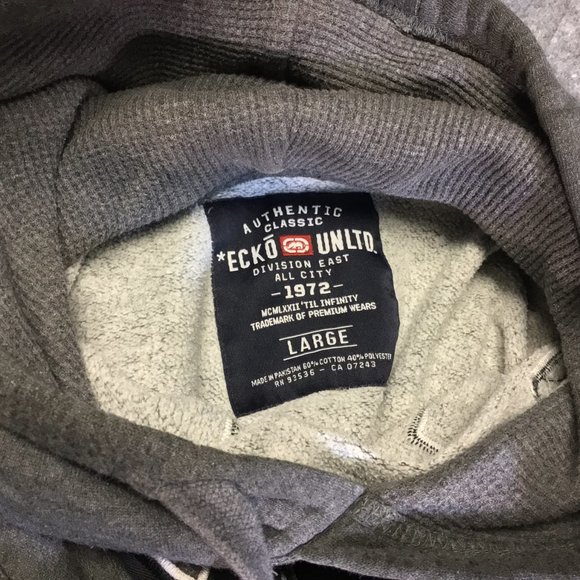 AUTHENTIC
CLASSIC
*ECKŌ UNLTD.
DIVISION EAST
ALL CITY
-1972-
MCMLXXII 'TIL INFINITY
TRADEMARK OF PREMIUM WEARS
LARGE
MADE IN PAKISTAN 60% COTTON 40% POLYESTER
RN 93536 - CA 07243